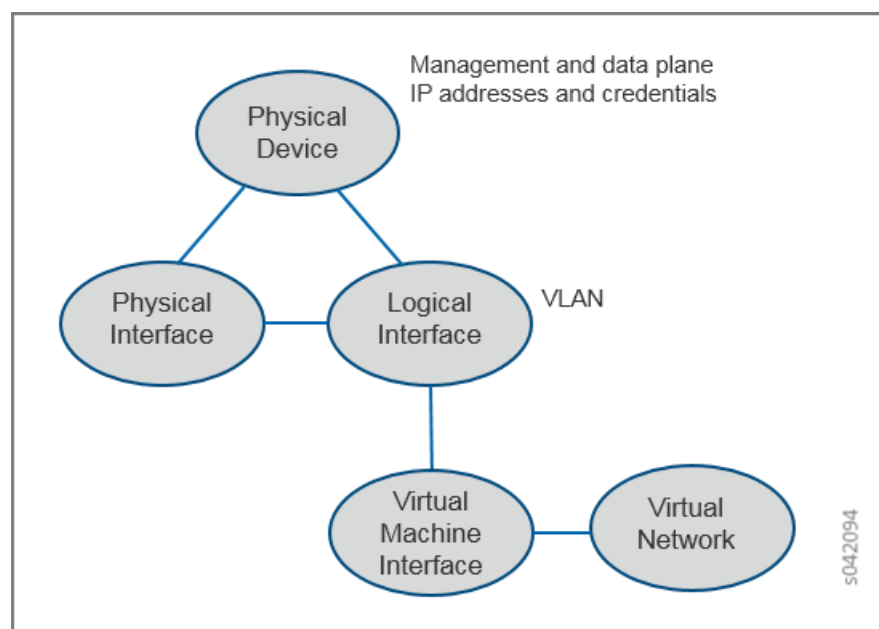 Management and data plane
IP addresses and credentials
Physical
Device
Physical
Interface
Logical
Interface
VLAN
Virtual
Machine
Interface
Virtual
Network
s042094